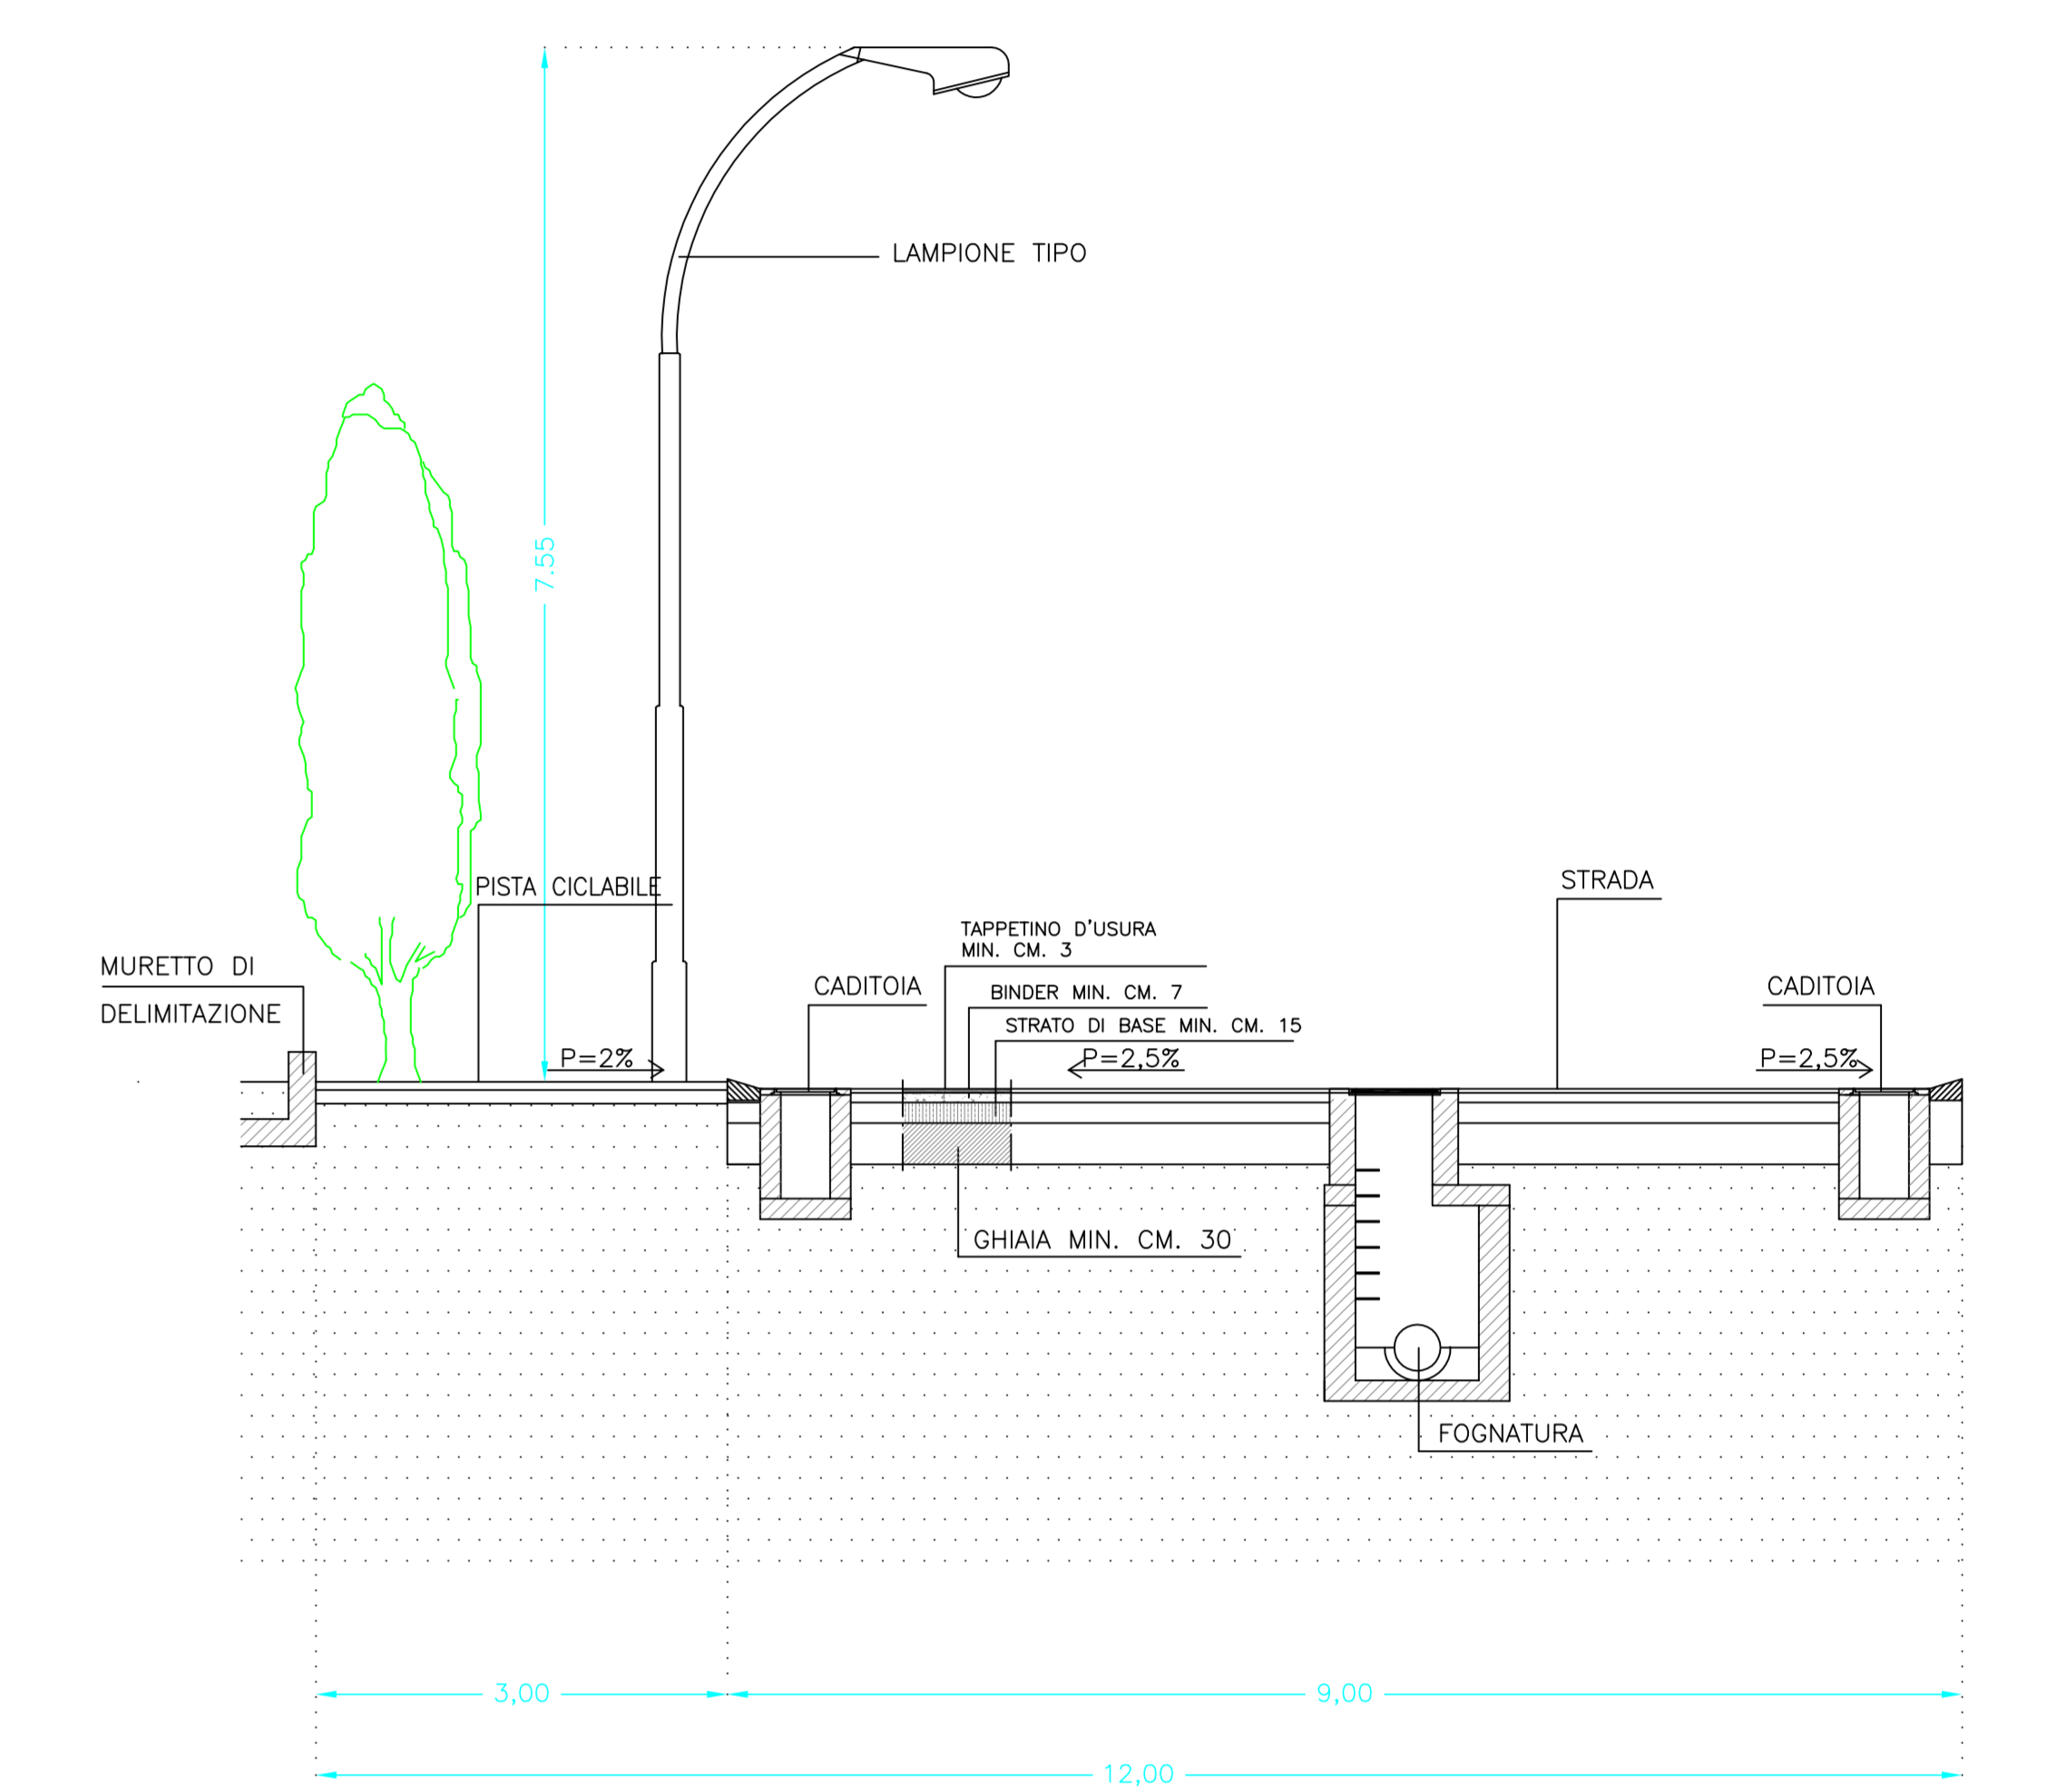 LAMPIONE TIPO
7.55
PISTA CICLABILE
STRADA
TAPPETINO D'USURA
MIN. CM. 3
MURETTO DI
DELIMITAZIONE
CADITOIA
BINDER MIN. CM. 7
CADITOIA
STRATO DI BASE MIN. CM. 15
P=2%
P=2,5%
P=2,5%
GHIAIA MIN. CM. 30
FOGNATURA
3,00
9,00
12,00